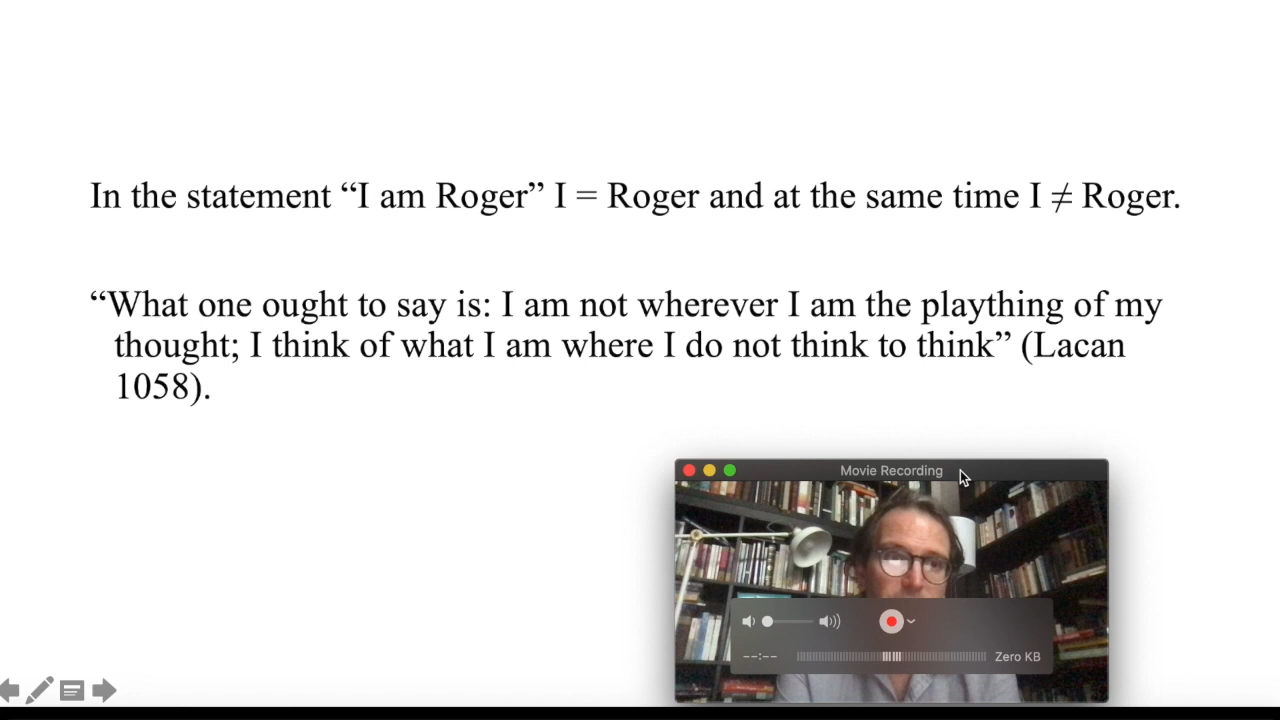 In the statement “I am Roger” I = Roger and at the same time I ≠ Roger.
“What one ought to say is: I am not wherever I am the plaything of my
thought; I think of what I am where I do not think to think” (Lacan
1058).
Movie Recording
--:--
Zero KB